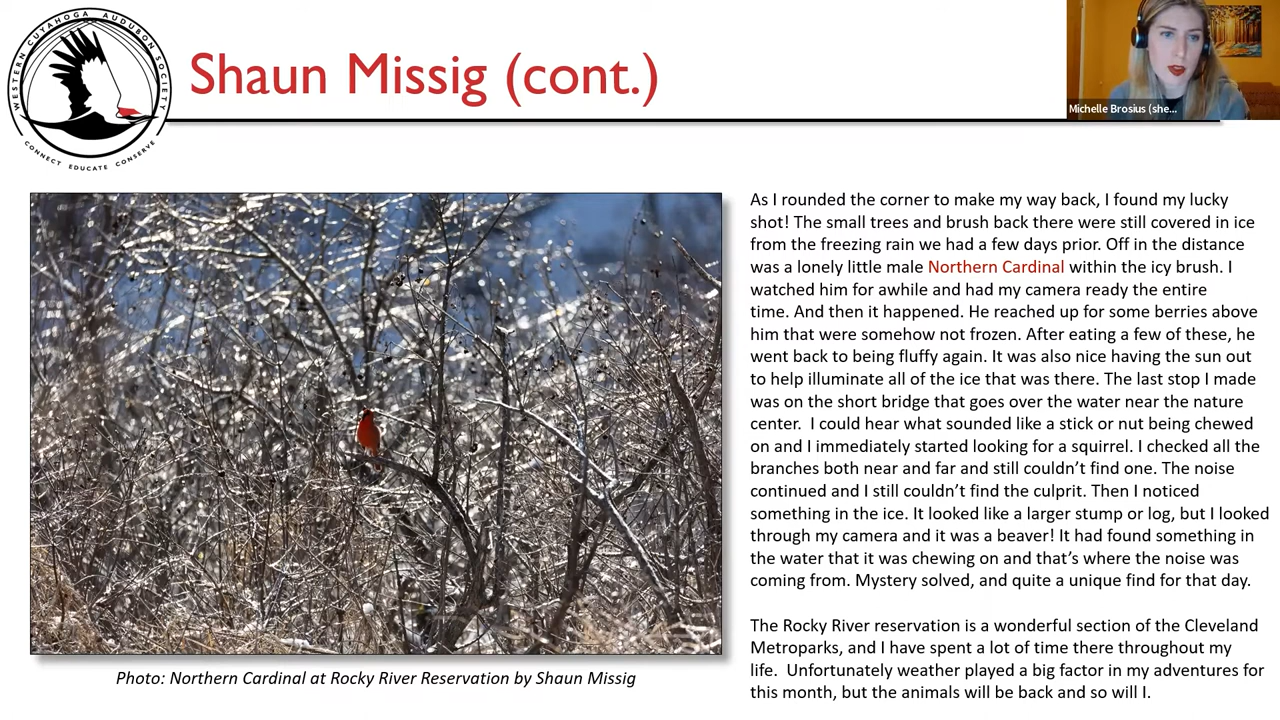 WESTERN CUYAHOGA AUDUBON SOCIETY
CONNECT EDUCATE CONSERVE
Shaun Missig (cont.)
Michelle Brosius (she...
As I rounded the corner to make my way back, I found my lucky
shot! The small trees and brush back there were still covered in ice
from the freezing rain we had a few days prior. Off in the distance
was a lonely little male Northern Cardinal within the icy brush. I
watched him for awhile and had my camera ready the entire
time. And then it happened. He reached up for some berries above
him that were somehow not frozen. After eating a few of these, he
went back to being fluffy again. It was also nice having the sun out
to help illuminate all of the ice that was there. The last stop I made
was on the short bridge that goes over the water near the nature
center.  I could hear what sounded like a stick or nut being chewed
on and I immediately started looking for a squirrel. I checked all the
branches both near and far and still couldn't find one. The noise
continued and I still couldn't find the culprit. Then I noticed
something in the ice. It looked like a larger stump or log, but I looked
through my camera and it was a beaver! It had found something in
the water that it was chewing on and that's where the noise was
coming from. Mystery solved, and quite a unique find for that day.
The Rocky River reservation is a wonderful section of the Cleveland
Metroparks, and I have spent a lot of time there throughout my
life.  Unfortunately weather played a big factor in my adventures for
this month, but the animals will be back and so will I.
Photo: Northern Cardinal at Rocky River Reservation by Shaun Missig